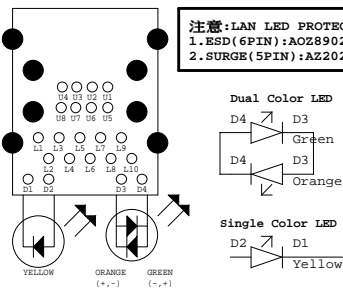 注意:LAN LED PROTEC
1.ESD(6PIN):AOZ8902
2.SURGE(5PIN):AZ202
U4 U3 U2 U1
U8 U7 U6 U5
L1 L3 L5 L7 L9
L2 L4 L6 L8 L10
D1 D2 D3 D4
YELLOW
ORANGE GREEN
(+,-) (-,+)
Dual Color LED
D4 D3
Green
D4 D3
Orange
Single Color LED
D2 D1
Yellow